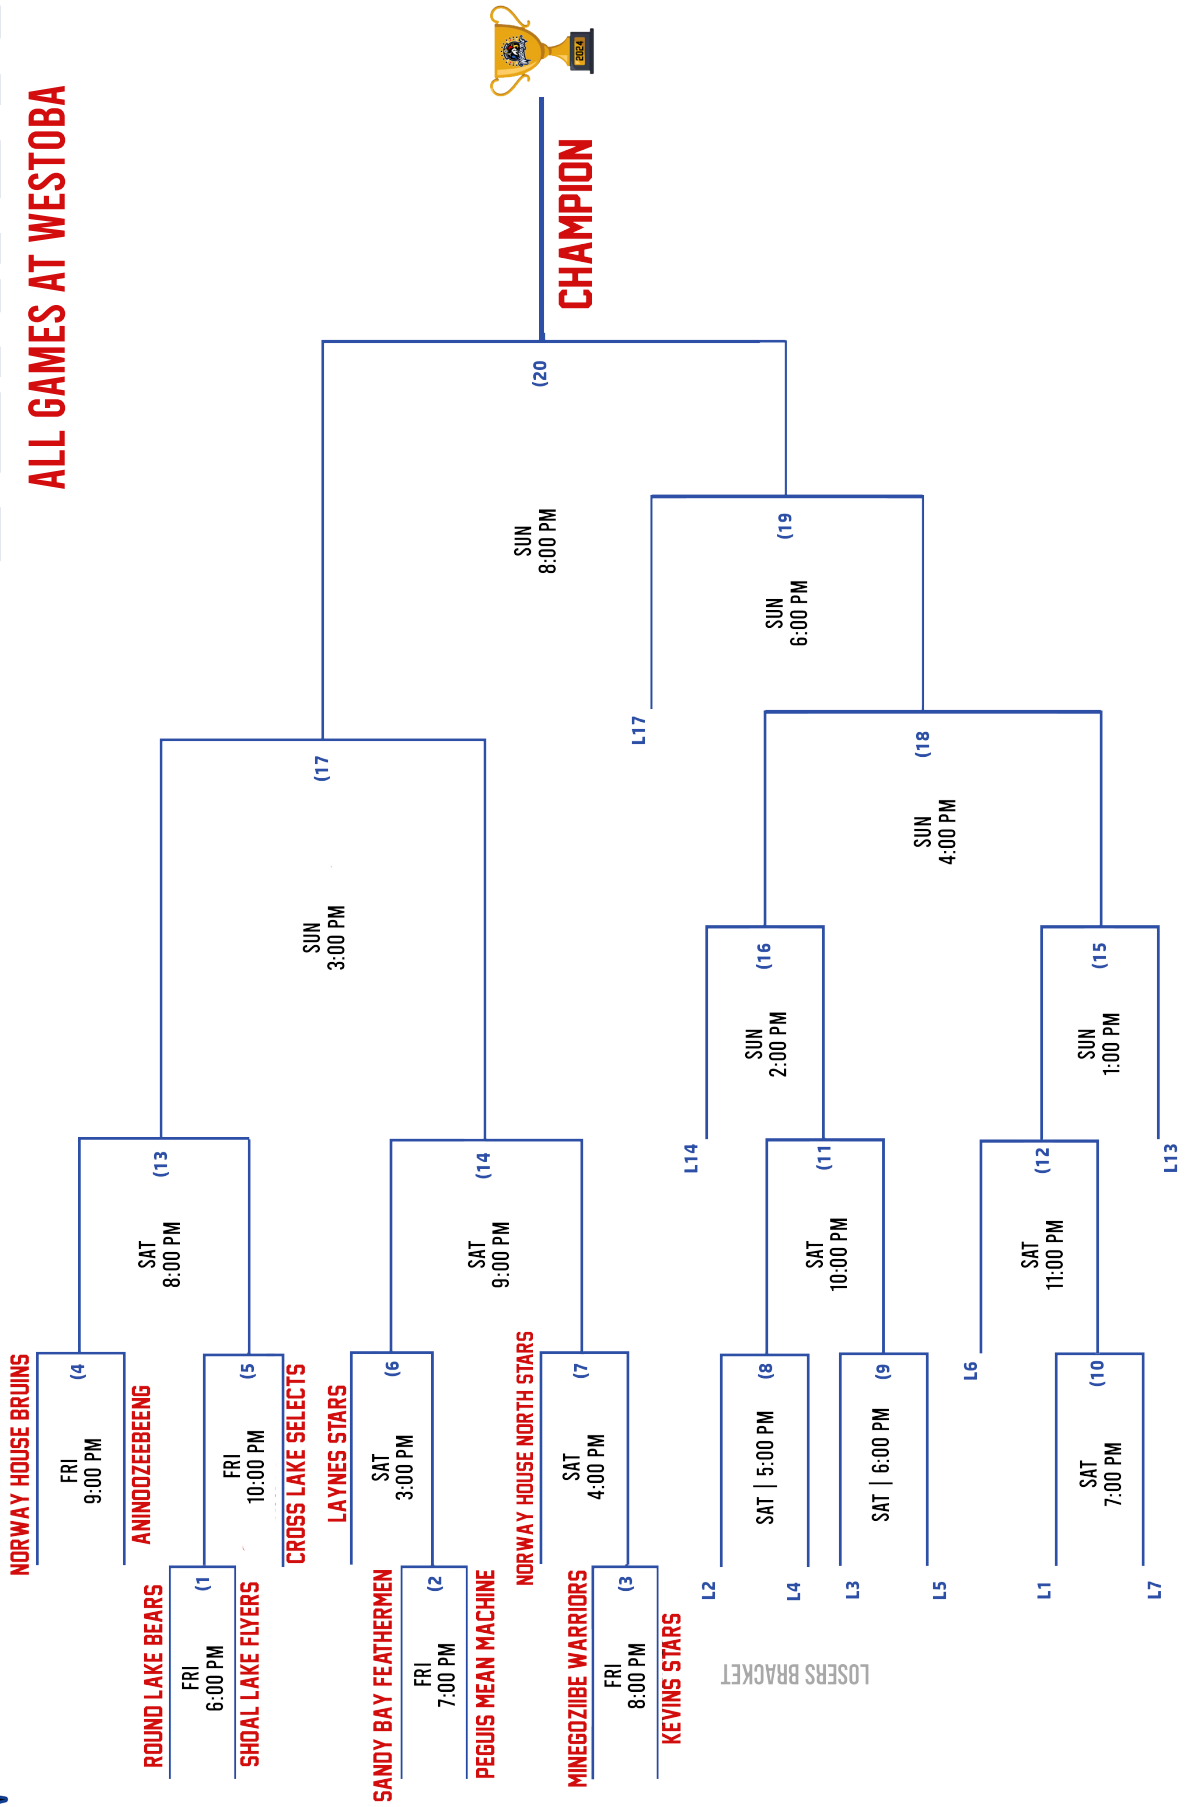 ALL GAMES AT WESTOBA
NORWAY HOUSE BRUINS
FRI
9:00 PM
(4
ANINOOZEEBEENG
ROUND LAKE BEARS
FRI
6:00 PM
(1
SHOAL LAKE FLYERS
FRI
10:00 PM
(5
CROSS LAKE SELECTS
SAT
8:00 PM
(13
LAYNES STARS
SAT
3:00 PM
(6
SANDY BAY FEATHERMEN
FRI
7:00 PM
(2
PEGUIS MEAN MACHINE
SAT
9:00 PM
(14
NORWAY HOUSE NORTH STARS
SAT
4:00 PM
(7
MINEGOZIIBE WARRIORS
FRI
8:00 PM
(3
KEVINS STARS
SUN
3:00 PM
(17
SUN
8:00 PM
(20
CHAMPION
2024
LOSERS BRACKET
L2
SAT | 5:00 PM
(8
L4
L3
SAT | 6:00 PM
(9
L5
L14
SAT
10:00 PM
(11
SUN
2:00 PM
(16
L6
L1
SAT
7:00 PM
(10
L7
SAT
11:00 PM
(12
L13
SUN
1:00 PM
(15
SUN
4:00 PM
(18
L17
SUN
6:00 PM
(19